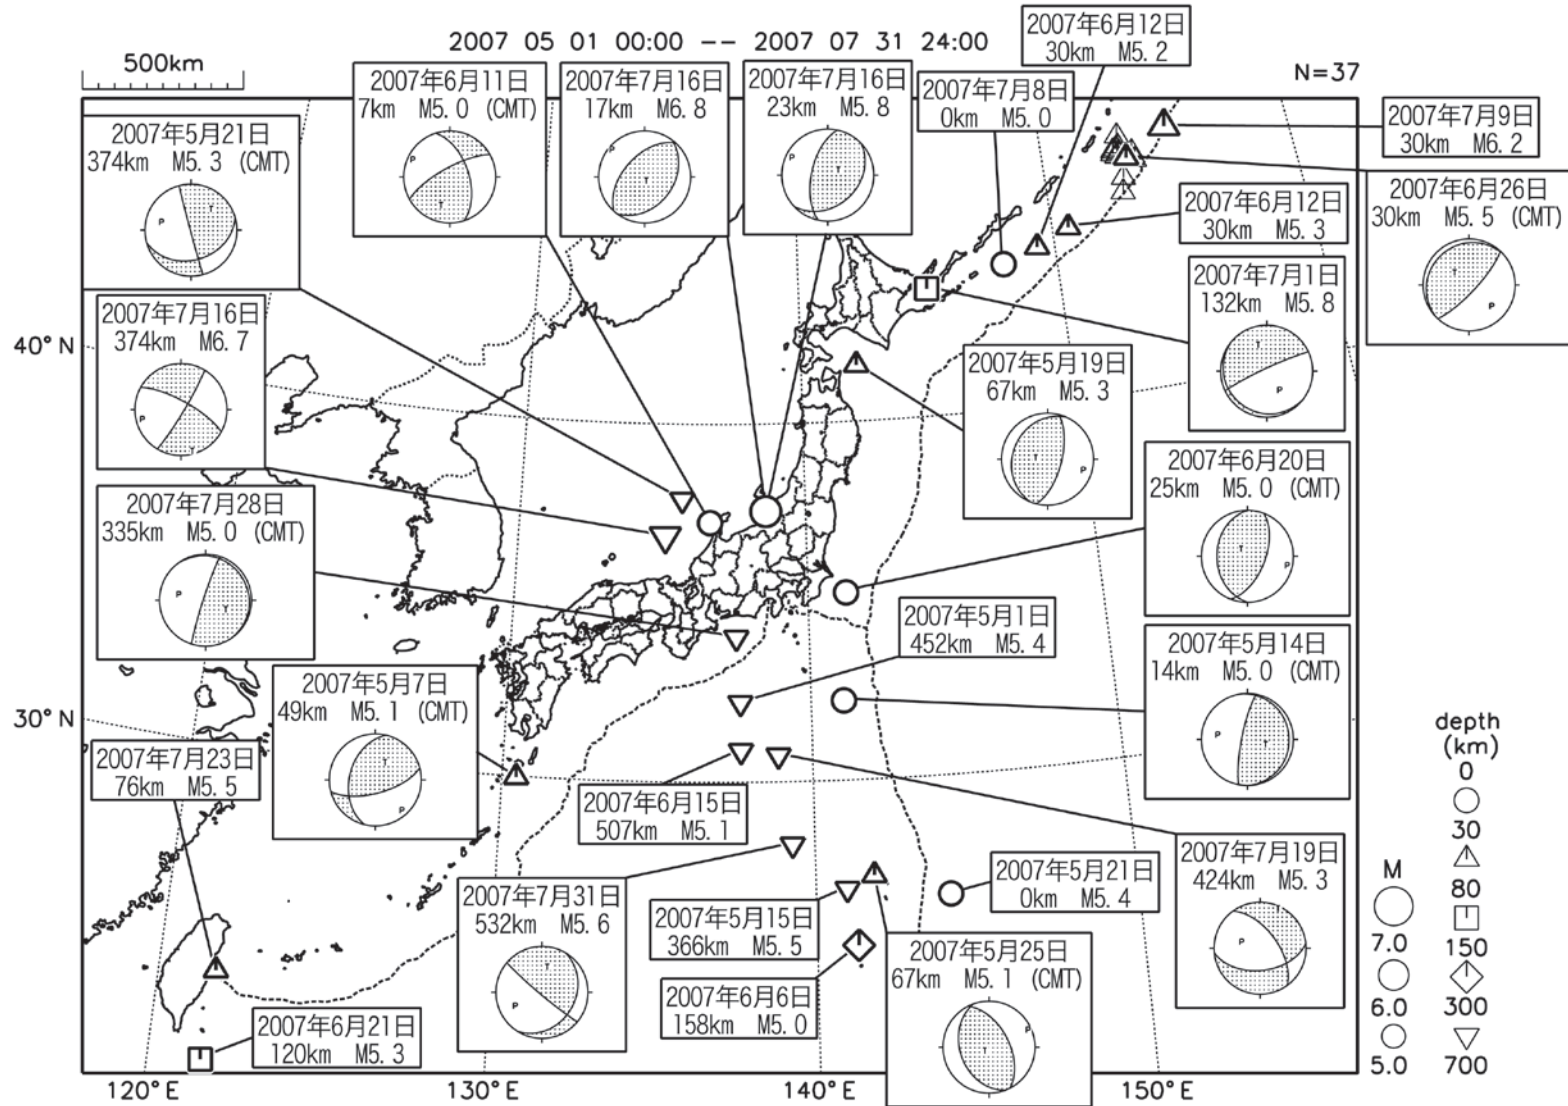 2007 05 01 00:00 -- 2007 07 31 24:00
N=37
500km
2007年6月12日
30km M5.2
2007年6月11日
7km M5.0 (CMT)
P
T
2007年7月16日
17km M6.8
P
T
2007年7月16日
23km M5.8
P
T
2007年7月8日
0km M5.0
2007年7月9日
30km M6.2
2007年5月21日
374km M5.3 (CMT)
P
T
2007年6月26日
30km M5.5 (CMT)
T
P
2007年6月12日
30km M5.3
2007年7月1日
132km M5.8
T
P
2007年7月16日
374km M6.7
P
T
40°N
2007年5月19日
67km M5.3
T
P
2007年6月20日
25km M5.0 (CMT)
T
2007年7月28日
335km M5.0 (CMT)
P
T
2007年5月1日
452km M5.4
2007年5月14日
14km M5.0 (CMT)
P
T
2007年5月7日
49km M5.1 (CMT)
T
P
30°N
2007年7月23日
76km M5.5
2007年6月15日
507km M5.1
2007年7月19日
424km M5.3
T
P
2007年7月31日
532km M5.6
T
P
2007年5月15日
366km M5.5
2007年5月21日
0km M5.4
2007年5月25日
67km M5.1 (CMT)
P
T
2007年6月6日
158km M5.0
2007年6月21日
120km M5.3
depth
(km)
0
30
80
150
300
700
M
7.0
6.0
5.0
120°E
130°E
140°E
150°E